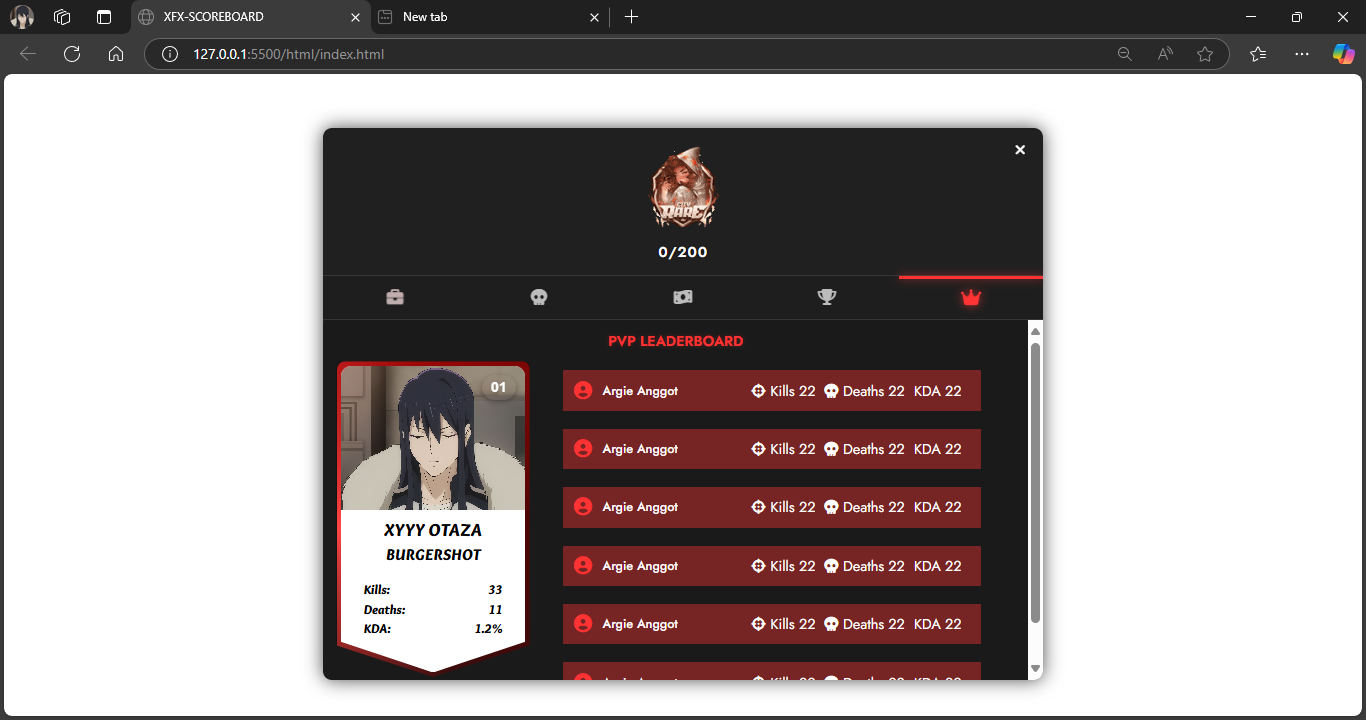 XFX-SCOREBOARD
New tab
127.0.0.1:5500/html/index.html
CITY
RARE
0/200
PVP LEADERBOARD
01
XYYY OTAZA
BURGERSHOT
Kills: 33
Deaths: 11
KDA: 1.2%
Argie Anggot Kills 22 Deaths 22 KDA 22
Argie Anggot Kills 22 Deaths 22 KDA 22
Argie Anggot Kills 22 Deaths 22 KDA 22
Argie Anggot Kills 22 Deaths 22 KDA 22
Argie Anggot Kills 22 Deaths 22 KDA 22